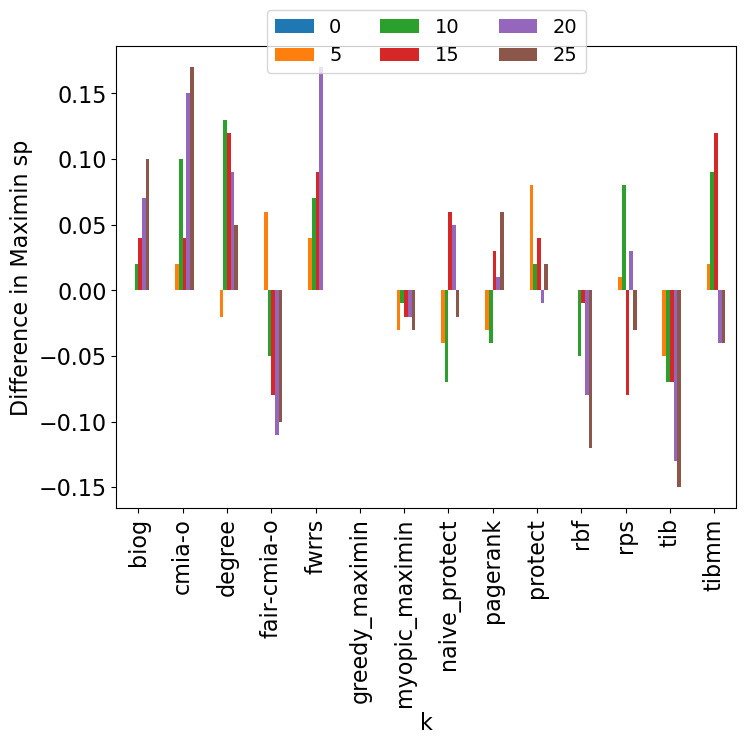 0 10 20
5 15 25
0.15
0.10
0.05
0.00
−0.05
−0.10
−0.15
Difference in Maximin sp
biog
cmia-o
degree
fair-cmia-o
fwrrs
greedy_maximin
myopic_maximin
naive_protect
pagerank
protect
rbf
rps
tib
tibmm
k